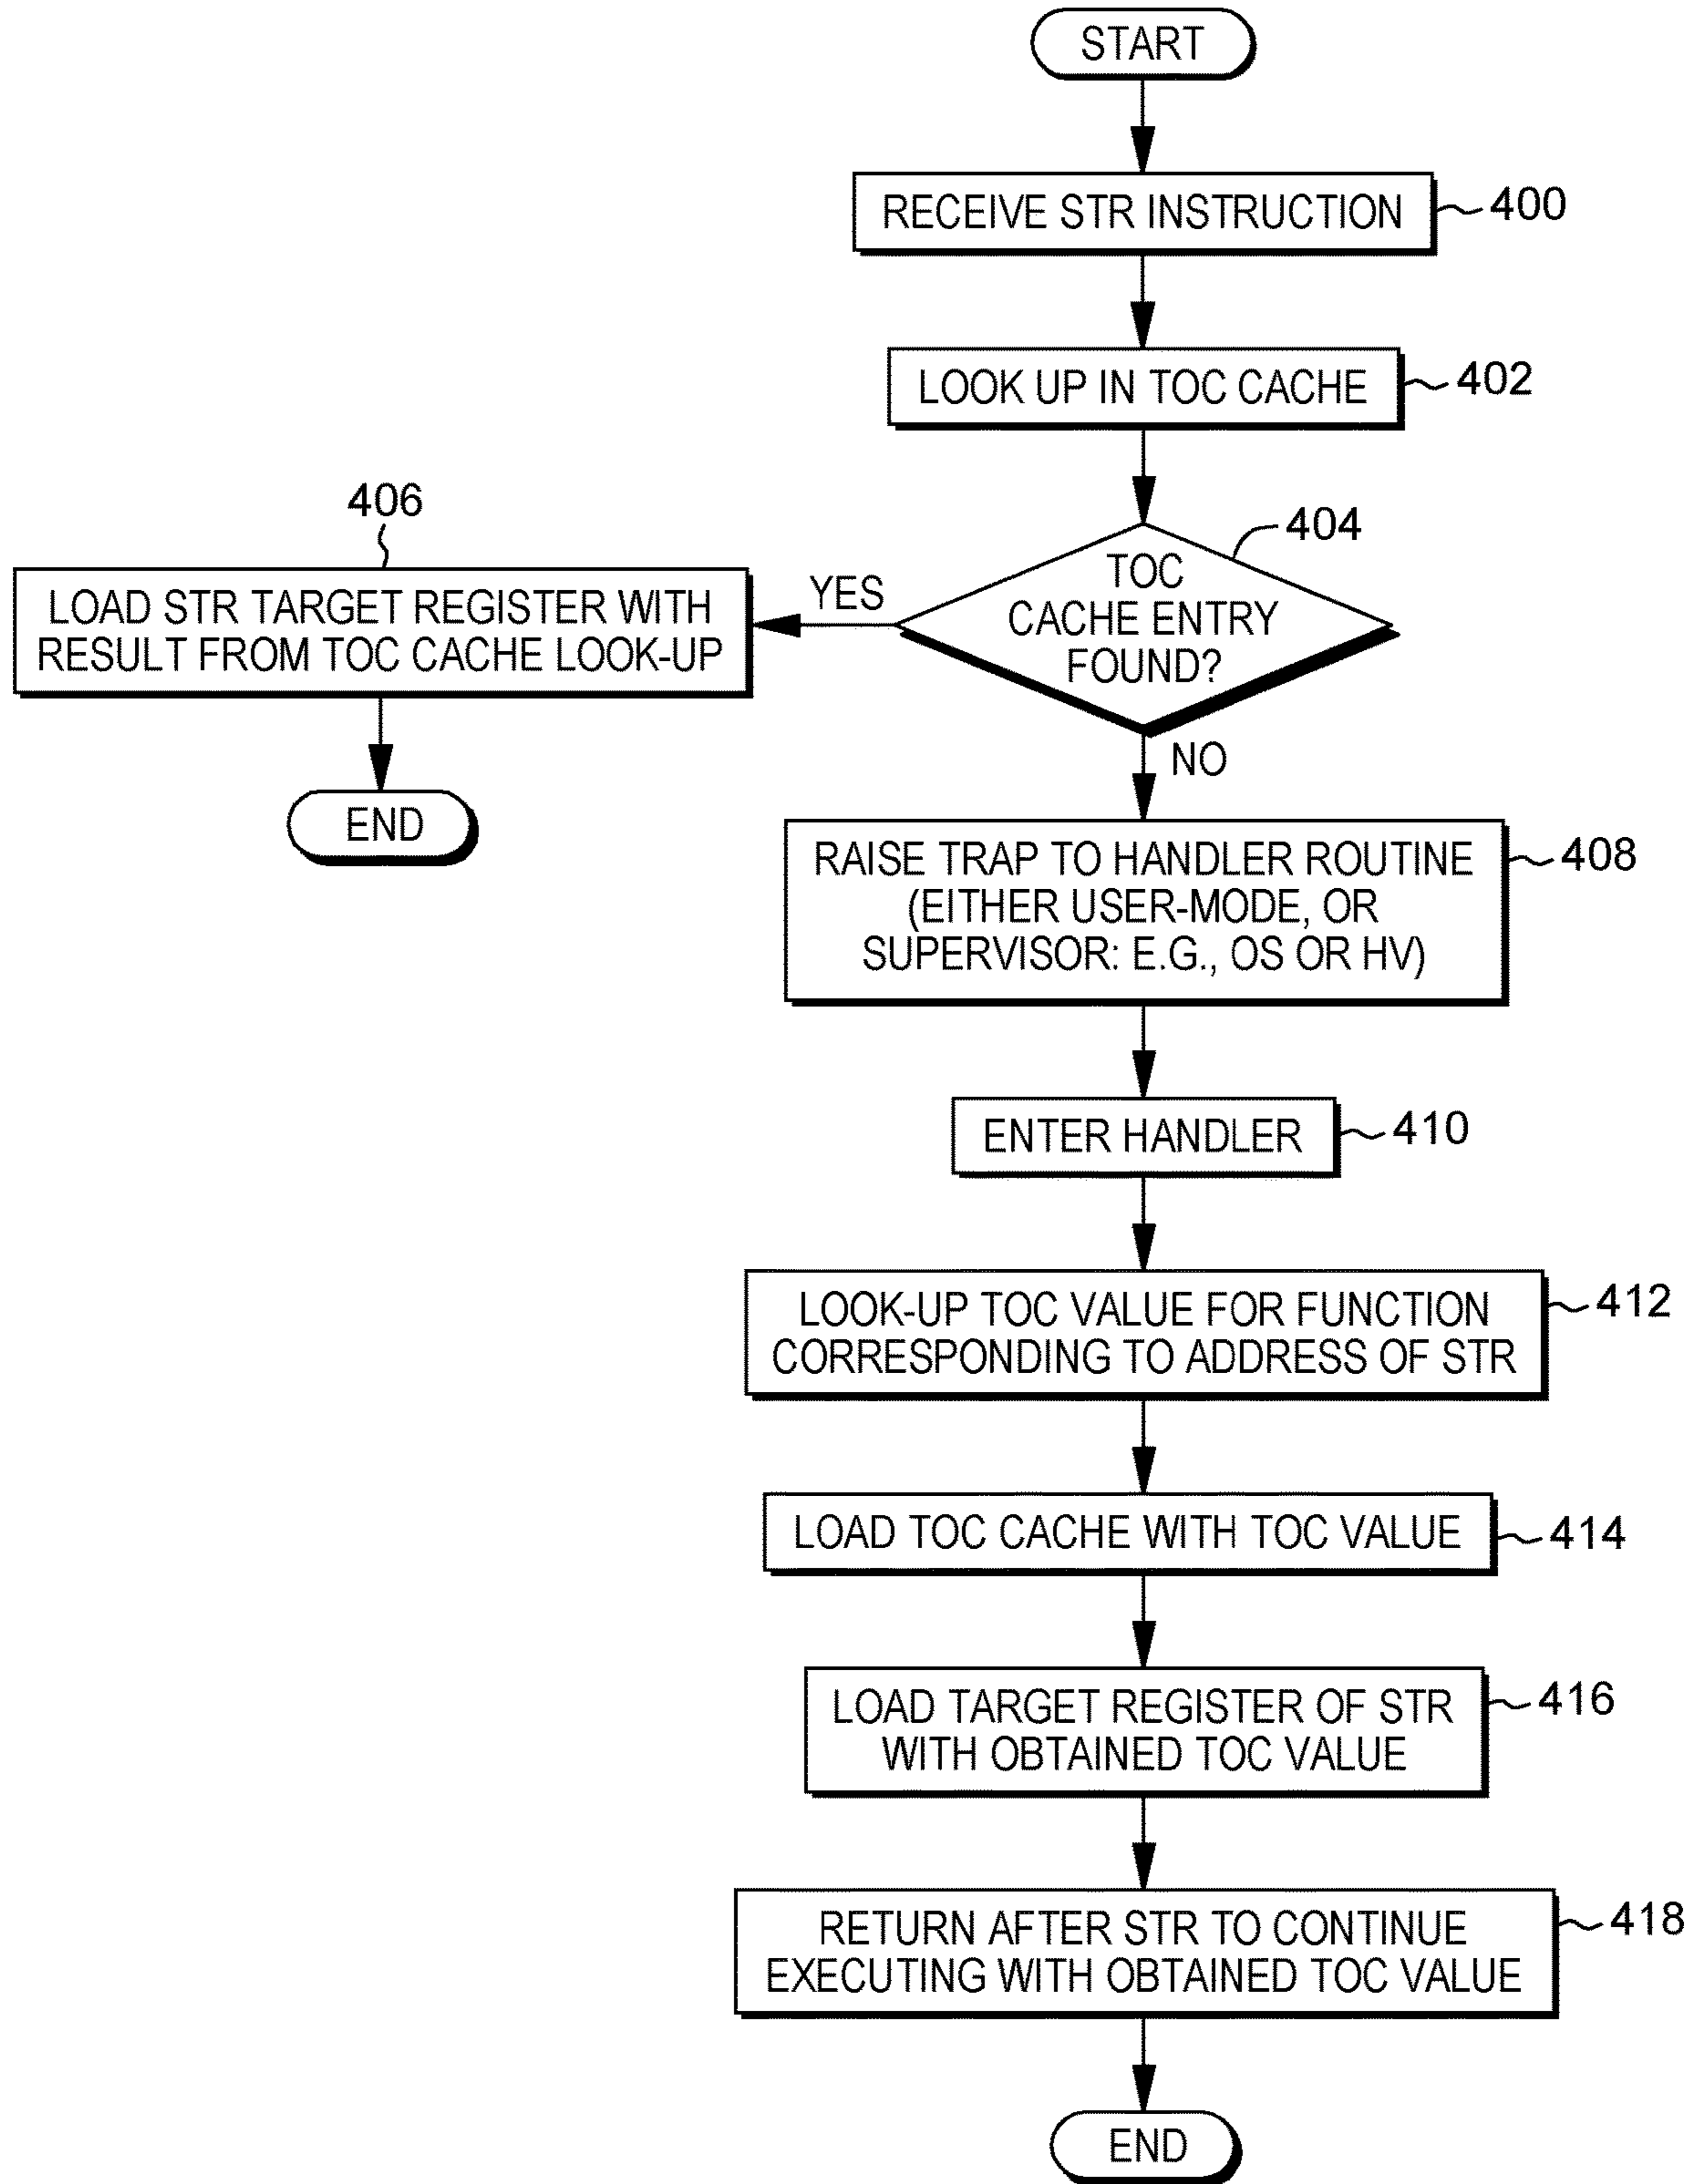 START
RECEIVE STR INSTRUCTION
400
LOOK UP IN TOC CACHE
402
404
TOC
CACHE ENTRY
FOUND?
YES
406
LOAD STR TARGET REGISTER WITH
RESULT FROM TOC CACHE LOOK-UP
END
NO
RAISE TRAP TO HANDLER ROUTINE
(EITHER USER-MODE, OR
SUPERVISOR: E.G., OS OR HV)
408
ENTER HANDLER
410
LOOK-UP TOC VALUE FOR FUNCTION
CORRESPONDING TO ADDRESS OF STR
412
LOAD TOC CACHE WITH TOC VALUE
414
LOAD TARGET REGISTER OF STR
WITH OBTAINED TOC VALUE
416
RETURN AFTER STR TO CONTINUE
EXECUTING WITH OBTAINED TOC VALUE
418
END